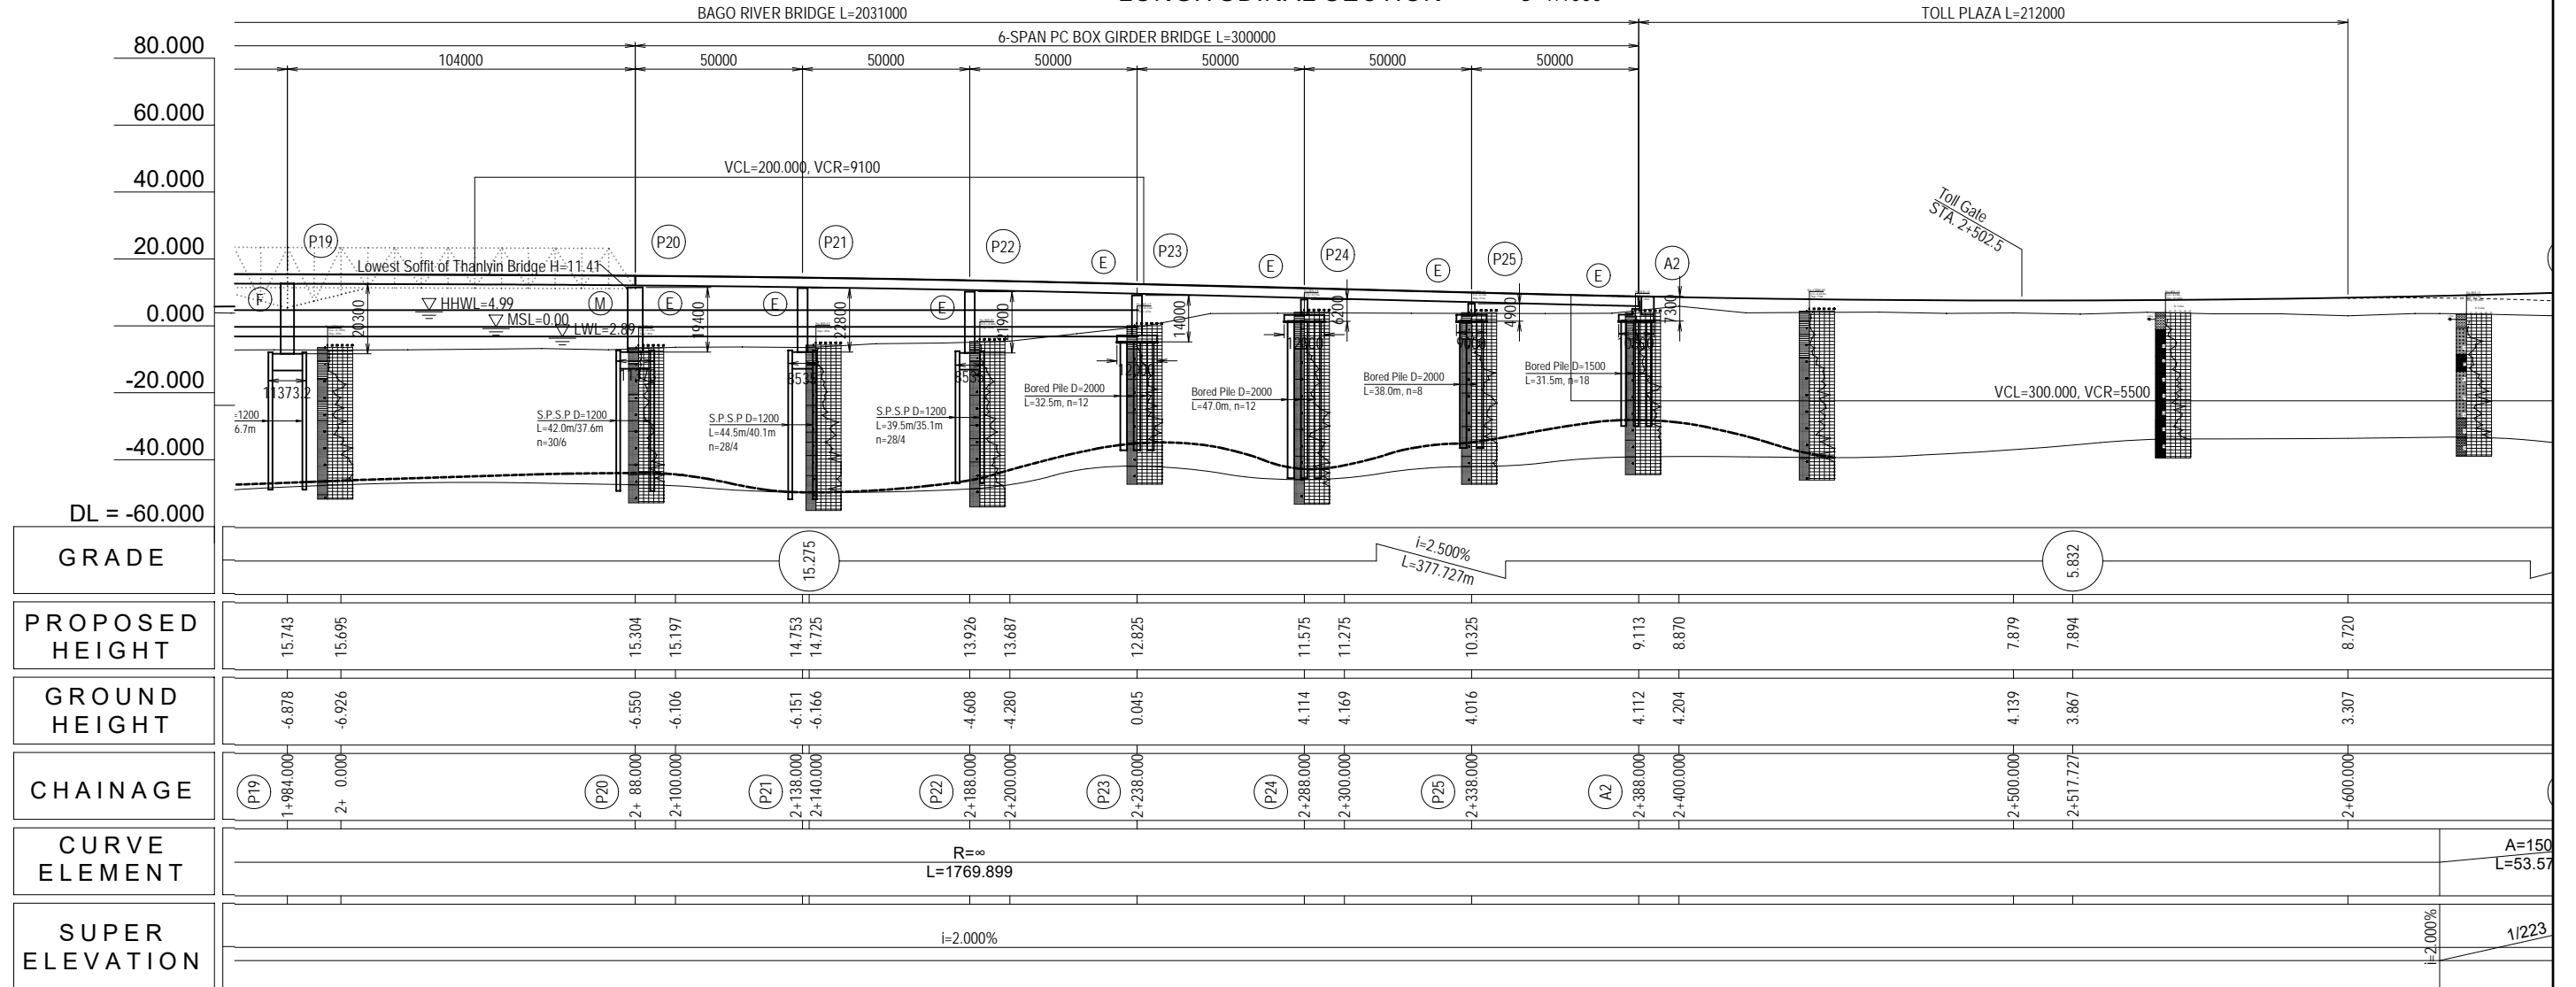 BAGO RIVER BRIDGE L=2031000
TOLL PLAZA L=212000
6-SPAN PC BOX GIRDER BRIDGE L=300000
104000 50000 50000 50000 50000 50000 50000
80.000
60.000
40.000
20.000
0.000
-20.000
-40.000
DL = -60.000
VCL=200.000, VCR=9100
Toll Gate
STA. 2+502.5
P19 P20 P21 P22 E P23 E P24 E P25 E A2
Lowest Soffit of Thanlyin Bridge H=11.41
F M E E E
HHWL=4.99
MSL=0.00
LWL=2.89
20300 19400 22800 21900 14000 6200 4900 7300
11373.2 12000 12000
=1200
6.7m
S.P.S.P D=1200
L=42.0m/37.6m
n=30/6
S.P.S.P D=1200
L=44.5m/40.1m
n=28/4
S.P.S.P D=1200
L=39.5m/35.1m
n=28/4
Bored Pile D=2000
L=32.5m, n=12
Bored Pile D=2000
L=47.0m, n=12
Bored Pile D=2000
L=38.0m, n=8
Bored Pile D=1500
L=31.5m, n=18
VCL=300.000, VCR=5500
GRADE
15.275
i=2.500%
L=377.727m
5.832
PROPOSED
HEIGHT
15.743 15.695 15.304 15.197 14.753 14.725 13.926 13.687 12.825 11.575 11.275 10.325 9.113 8.870 7.879 7.894 8.720
GROUND
HEIGHT
-6.878 -6.926 -6.550 -6.106 -6.151 -6.166 -4.608 -4.280 0.045 4.114 4.169 4.016 4.112 4.204 4.139 3.867 3.307
CHAINAGE
P19 1+984.000 2+ 0.000 P20 2+ 88.000 2+100.000 P21 2+138.000 2+140.000 P22 2+188.000 2+200.000 P23 2+238.000 P24 2+288.000 2+300.000 P25 2+338.000 A2 2+388.000 2+400.000 2+500.000 2+517.727 2+600.000
CURVE
ELEMENT
R=∞
L=1769.899
A=150
L=53.57
SUPER
ELEVATION
i=2.000%
i=2.000%
1/223